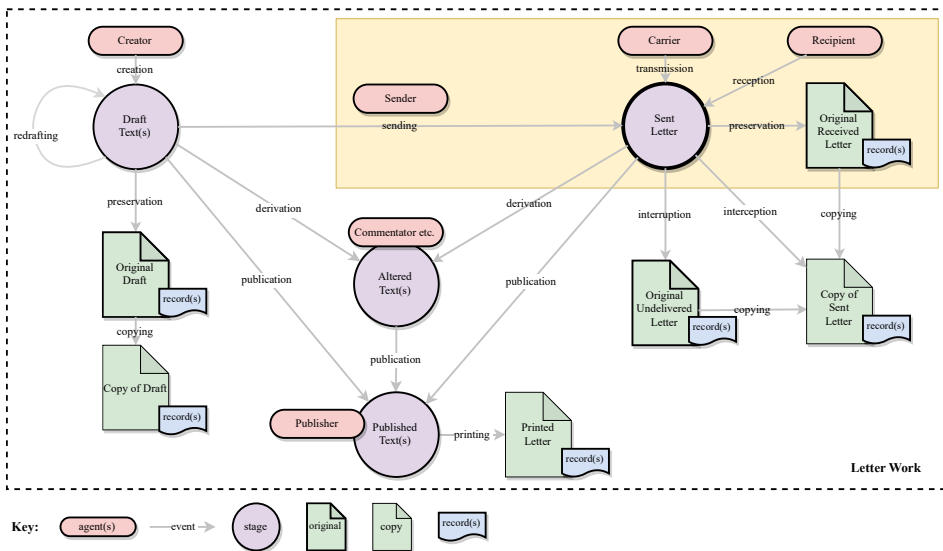 Creator
Carrier
Recipient
creation
transmission
reception
Sender
Draft
Text(s)
redrafting
sending
Sent
Letter
preservation
Original
Received
Letter
record(s)
preservation
derivation
derivation
interruption
interception
copying
Commentator etc.
Original
Draft
record(s)
publication
Altered
Text(s)
publication
Original
Undelivered
Letter
record(s)
copying
Copy of
Sent
Letter
record(s)
copying
Copy of Draft
record(s)
publication
Publisher
Published
Text(s)
printing
Printed
Letter
record(s)
Letter Work
Key:
agent(s)
event
stage
original
copy
record(s)